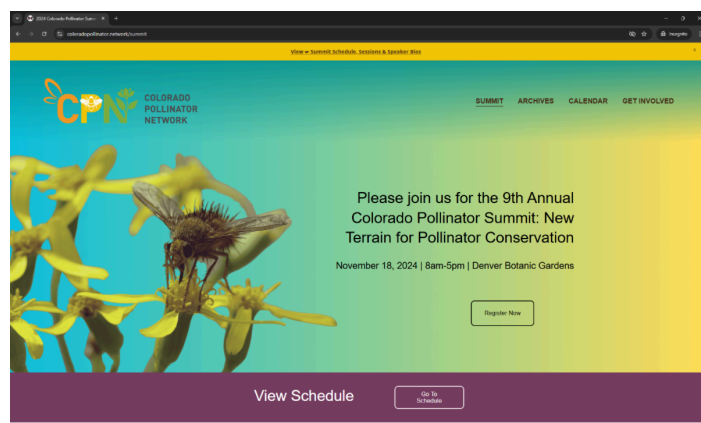 2024 Colorado Pollinator Summ
coloradopollinator.network/summit
Incognito
View ☛ Summit Schedule, Sessions & Speaker Bios
CPN
COLORADO
POLLINATOR
NETWORK
SUMMIT ARCHIVES CALENDAR GET INVOLVED
Please join us for the 9th Annual
Colorado Pollinator Summit: New
Terrain for Pollinator Conservation
November 18, 2024 | 8am-5pm | Denver Botanic Gardens
Register Now
View Schedule
Go To
Schedule